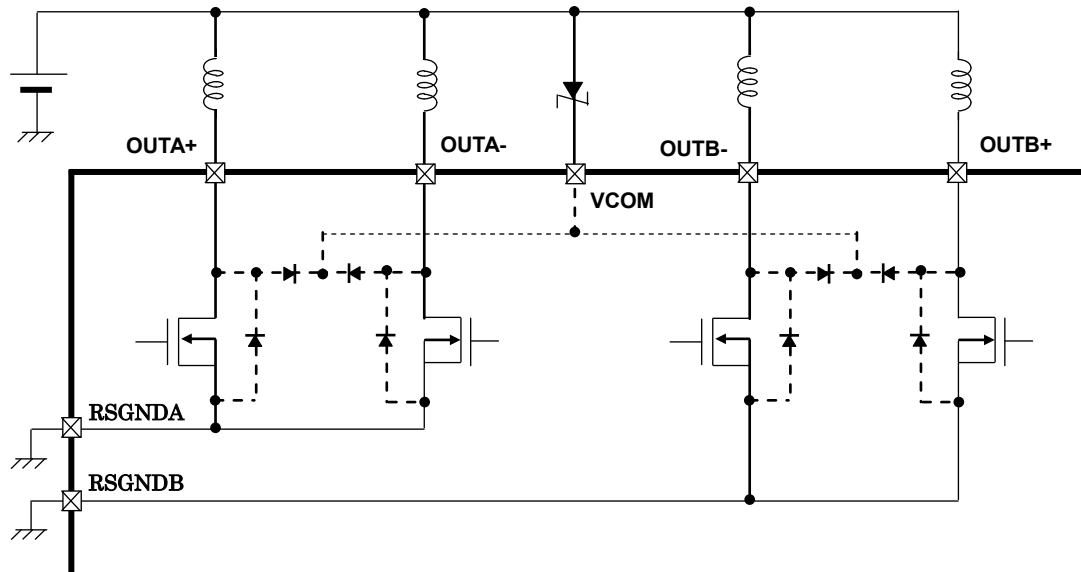 OUTA+
OUTA-
OUTB-
OUTB+
VCOM
RSGNDA
RSGNDB